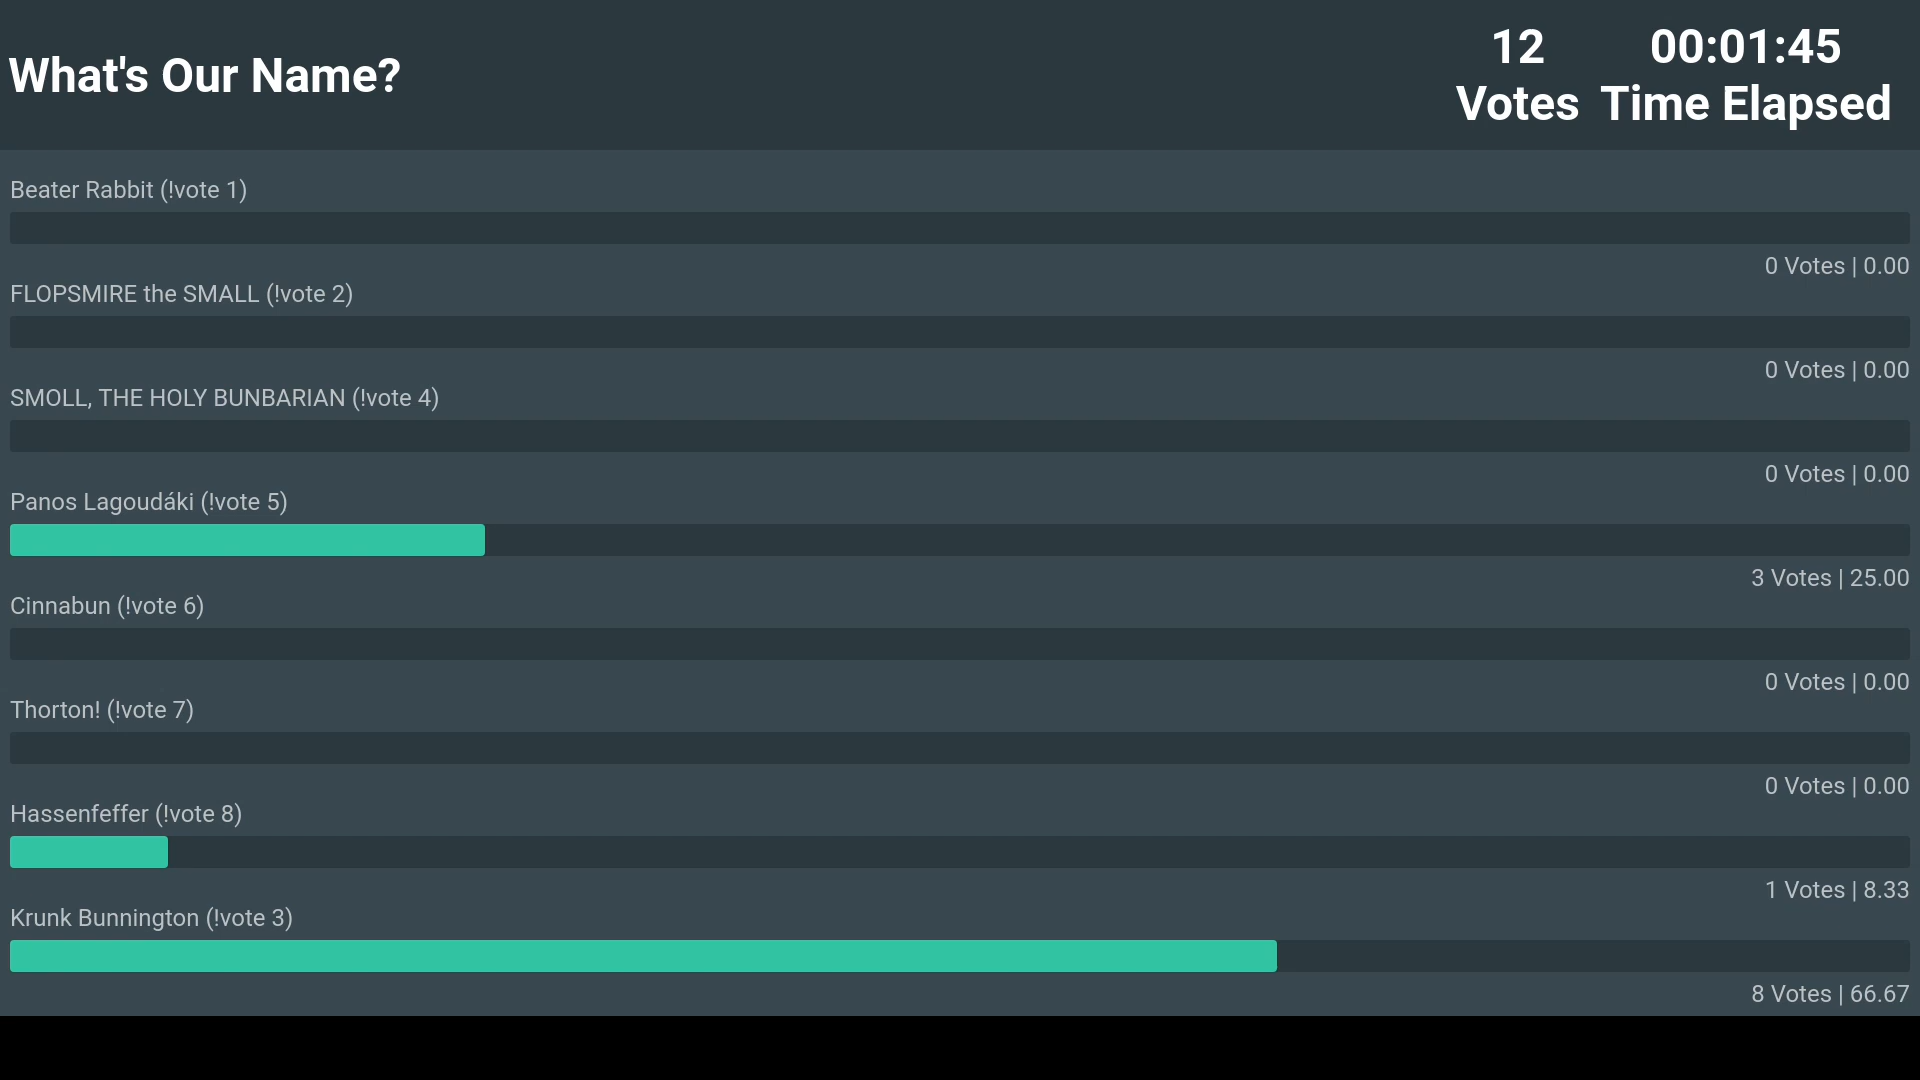 What's Our Name?
12
Votes
00:01:45
Time Elapsed
Beater Rabbit (!vote 1)
0 Votes | 0.00
FLOPSMIRE the SMALL (!vote 2)
0 Votes | 0.00
SMOLL, THE HOLY BUNBARIAN (!vote 4)
0 Votes | 0.00
Panos Lagoudáki (!vote 5)
3 Votes | 25.00
Cinnabun (!vote 6)
0 Votes | 0.00
Thorton! (!vote 7)
0 Votes | 0.00
Hassenfeffer (!vote 8)
1 Votes | 8.33
Krunk Bunnington (!vote 3)
8 Votes | 66.67